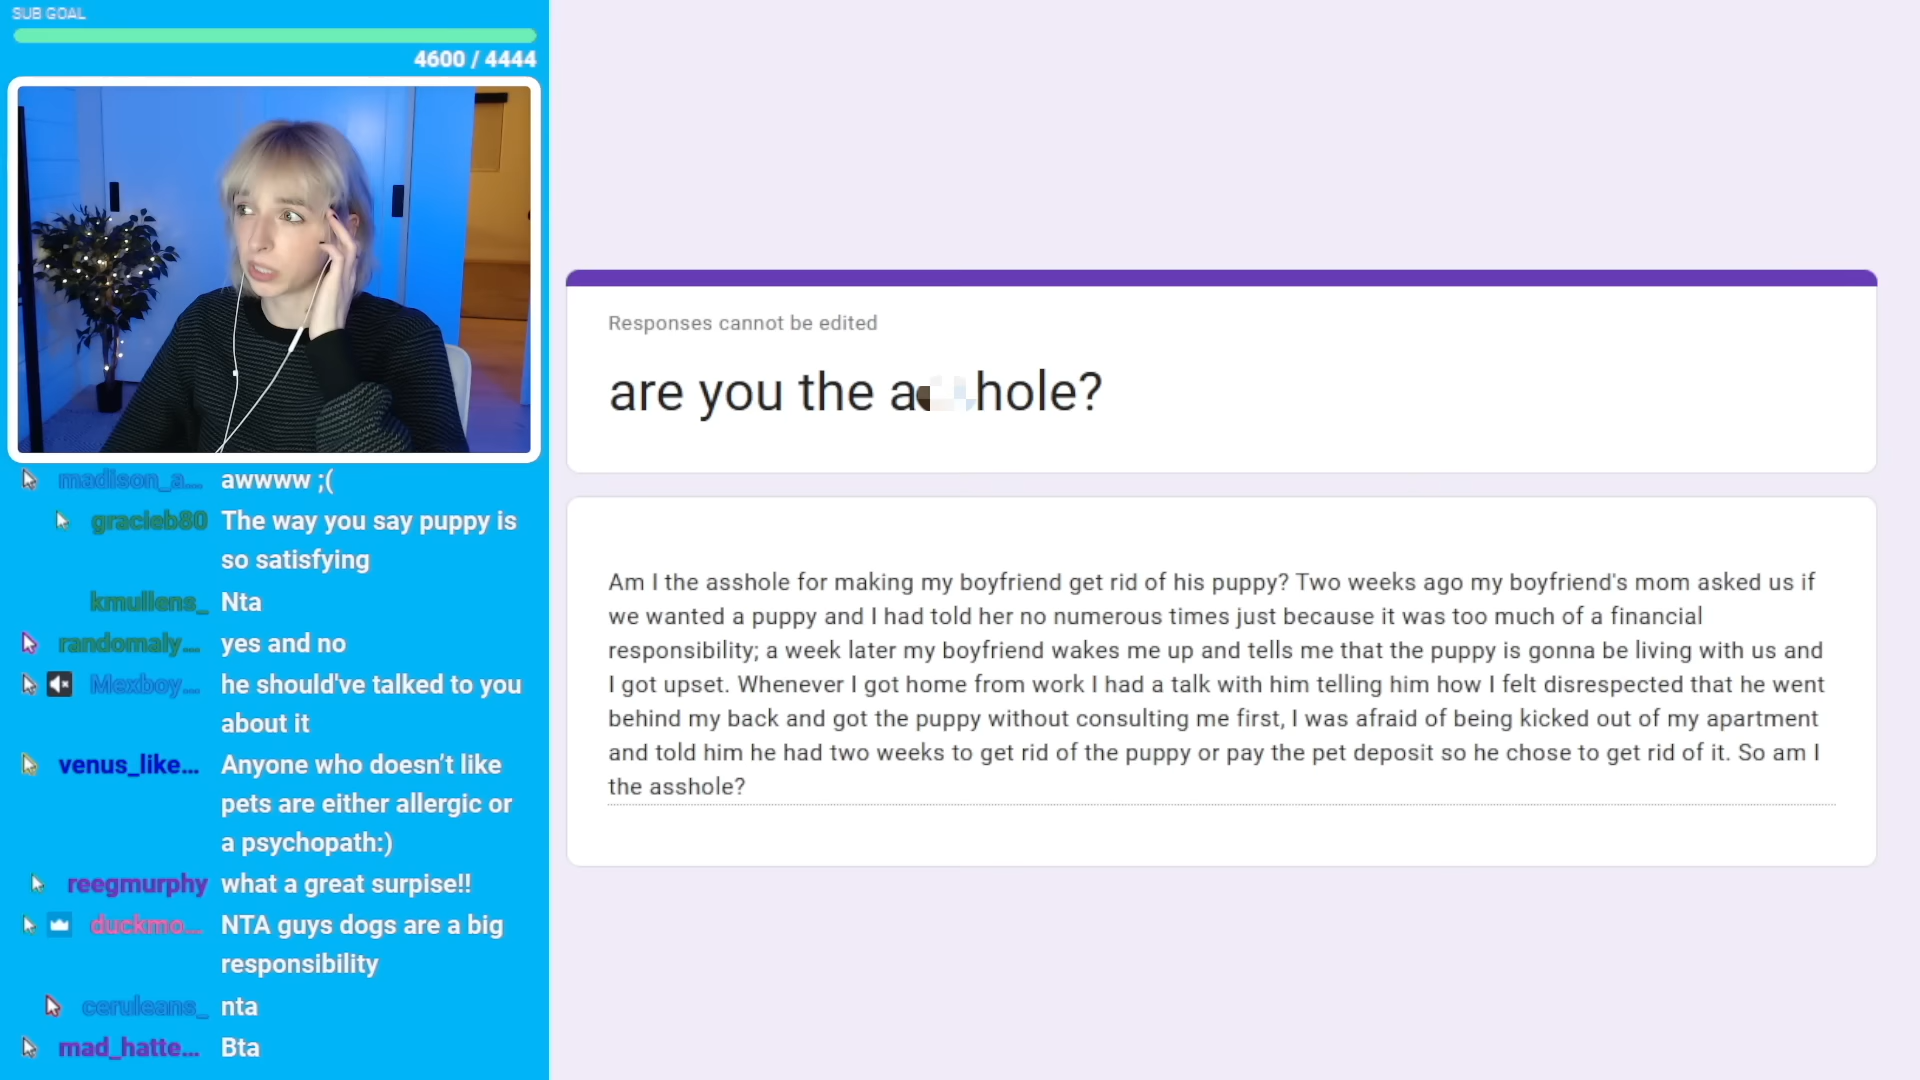 SUB GOAL
4600 / 4444
madison_a... awwww ;(
gracieb80 The way you say puppy is
so satisfying
kmullens_ Nta
randomaly... yes and no
Mexboy... he should've talked to you
about it
venus_like... Anyone who doesn’t like
pets are either allergic or
a psychopath:)
reegmurphy what a great surpise!!
duckmo... NTA guys dogs are a big
responsibility
ceruleans_ nta
mad_hatte... Bta
Responses cannot be edited
are you the a hole?
Am I the asshole for making my boyfriend get rid of his puppy? Two weeks ago my boyfriend's mom asked us if
we wanted a puppy and I had told her no numerous times just because it was too much of a financial
responsibility; a week later my boyfriend wakes me up and tells me that the puppy is gonna be living with us and
I got upset. Whenever I got home from work I had a talk with him telling him how I felt disrespected that he went
behind my back and got the puppy without consulting me first, I was afraid of being kicked out of my apartment
and told him he had two weeks to get rid of the puppy or pay the pet deposit so he chose to get rid of it. So am I
the asshole?